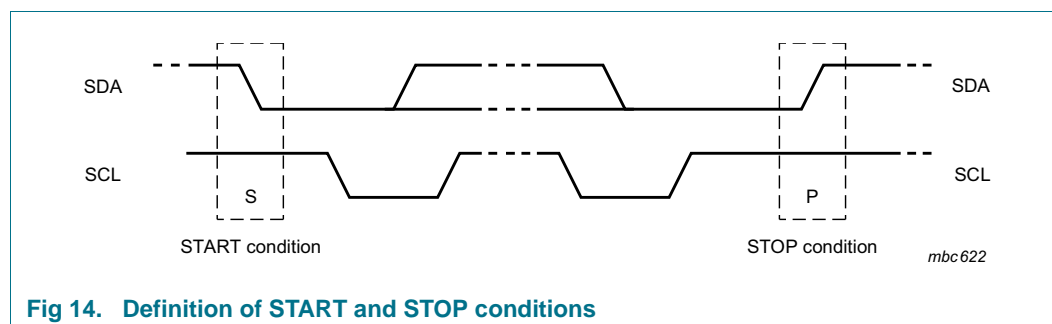 SDA
SDA
SCL
SCL
S
P
START condition
STOP condition
mbc622
Fig 14. Definition of START and STOP conditions